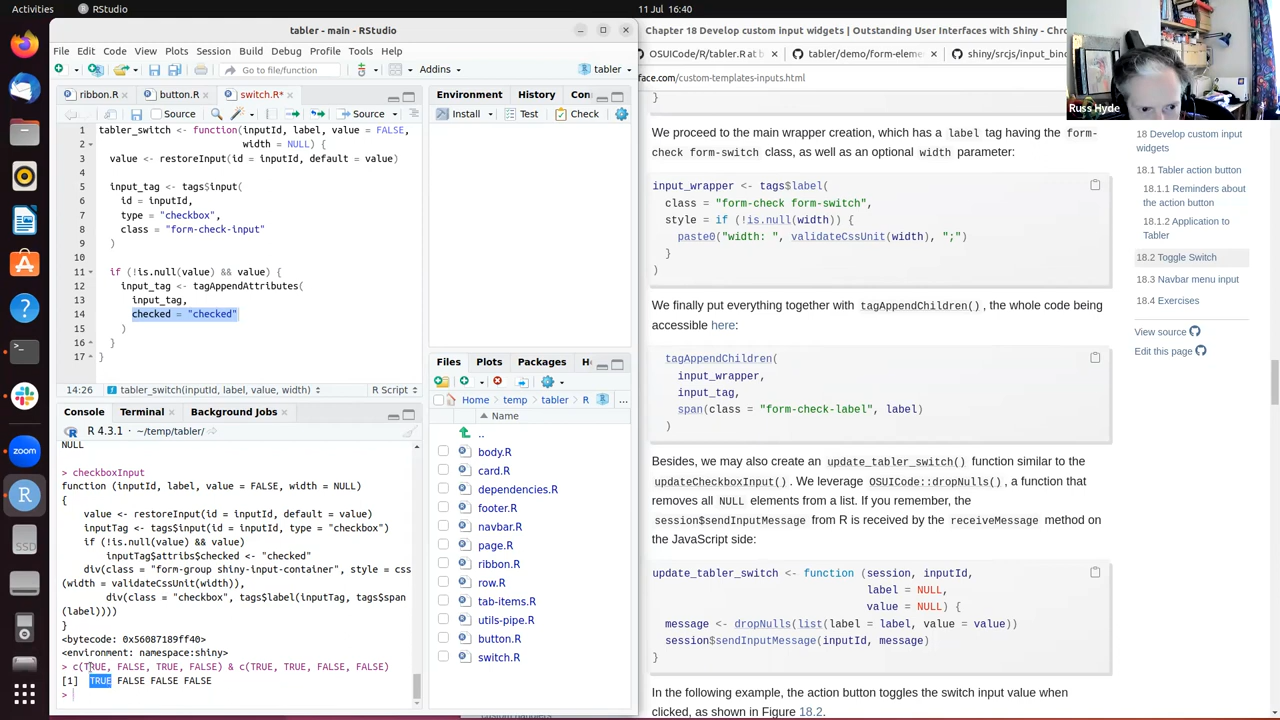 Activities
RStudio
11 Jul 16:40
tabler - main - RStudio
Chapter 18 Develop custom input widgets | Outstanding User Interfaces with Shiny -
File Edit Code View Plots Session Build Debug Profile Tools Help
OSUICode/R/tabler.R at b
tabler/demo/form-eleme
shiny/srcjs/input_bind
Go to file/function
Addins
tabler
face.com/custom-templates-inputs.html
ribbon.R
button.R
switch.R*
Environment History Con
Source on Save
Source
Install Test Check
1 tabler_switch <- function(inputId, label, value = FALSE,
2 width = NULL) {
3 value <- restoreInput(id = inputId, default = value)
4
5 input_tag <- tags$input(
6 id = inputId,
7 type = "checkbox",
8 class = "form-check-input"
9 )
10
11 if (!is.null(value) && value) {
12 input_tag <- tagAppendAttributes(
13 input_tag,
14 checked = "checked"
15 )
16 }
17 }
14:26 tabler_switch(inputId, label, value, width) R Script
Console Terminal Background Jobs
R 4.3.1 · ~/temp/tabler/
NULL
> checkboxInput
function (inputId, label, value = FALSE, width = NULL)
{
value <- restoreInput(id = inputId, default = value)
inputTag <- tags$input(id = inputId, type = "checkbox")
if (!is.null(value) && value)
inputTag$attribs$checked <- "checked"
div(class = "form-group shiny-input-container", style = css
(width = validateCssUnit(width)),
div(class = "checkbox", tags$label(inputTag, tags$span
(label))))
}
<bytecode: 0x56087189ff40>
<environment: namespace:shiny>
> c(TRUE, FALSE, TRUE, FALSE) & c(TRUE, TRUE, FALSE, FALSE)
[1] TRUE FALSE FALSE FALSE
>
Files Plots Packages He
Home temp tabler R
Name
..
body.R
card.R
dependencies.R
footer.R
navbar.R
page.R
ribbon.R
row.R
tab-items.R
utils-pipe.R
button.R
switch.R
zoom
}
We proceed to the main wrapper creation, which has a label tag having the form-
check form-switch class, as well as an optional width parameter:
input_wrapper <- tags$label(
class = "form-check form-switch",
style = if (!is.null(width)) {
paste0("width: ", validateCssUnit(width), ";")
}
)
We finally put everything together with tagAppendChildren(), the whole code being
accessible here:
tagAppendChildren(
input_wrapper,
input_tag,
span(class = "form-check-label", label)
)
Besides, we may also create an update_tabler_switch() function similar to the
updateCheckboxInput(). We leverage OSUICode::dropNulls(), a function that
removes all NULL elements from a list. If you remember, the
session$sendInputMessage from R is received by the receiveMessage method on
the JavaScript side:
update_tabler_switch <- function (session, inputId,
label = NULL,
value = NULL) {
message <- dropNulls(list(label = label, value = value))
session$sendInputMessage(inputId, message)
}
In the following example, the action button toggles the switch input value when
clicked, as shown in Figure 18.2.
custom handlers
Russ Hyde
18 Develop custom input
widgets
18.1 Tabler action button
18.1.1 Reminders about
the action button
18.1.2 Application to
Tabler
18.2 Toggle Switch
18.3 Navbar menu input
18.4 Exercises
View source
Edit this page